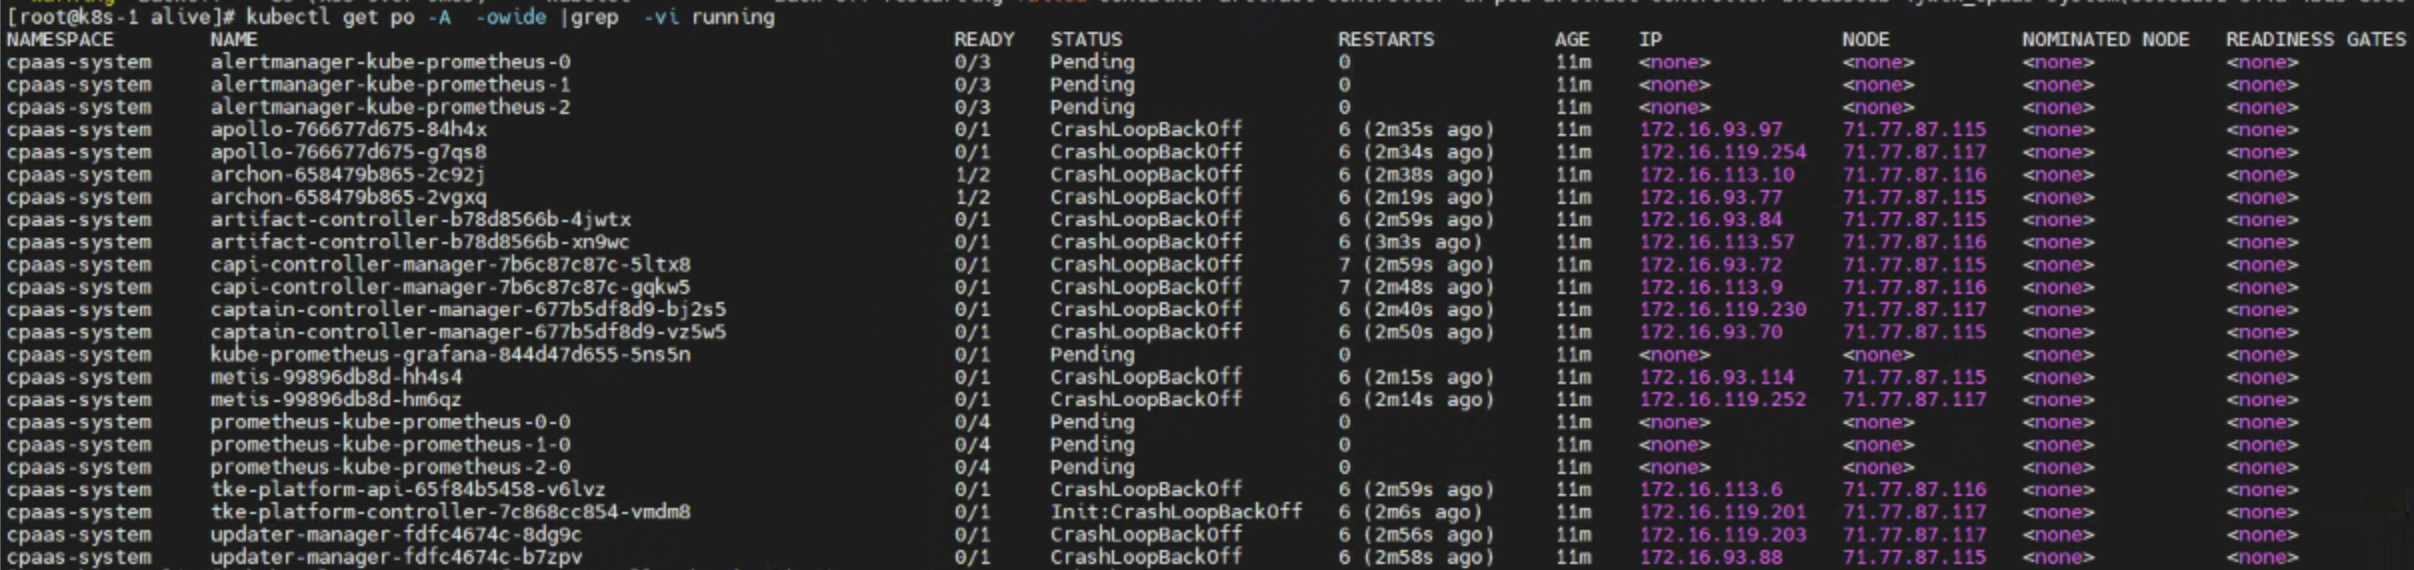 [root@k8s-1 alive]# kubectl get po -A  -owide |grep  -vi running
NAMESPACE NAME READY STATUS RESTARTS AGE IP NODE NOMINATED NODE READINESS GATES
cpaas-system alertmanager-kube-prometheus-0 0/3 Pending 0 11m <none> <none> <none> <none>
cpaas-system alertmanager-kube-prometheus-1 0/3 Pending 0 11m <none> <none> <none> <none>
cpaas-system alertmanager-kube-prometheus-2 0/3 Pending 0 11m <none> <none> <none> <none>
cpaas-system apollo-766677d675-84h4x 0/1 CrashLoopBackOff 6 (2m35s ago) 11m 172.16.93.97 71.77.87.115 <none> <none>
cpaas-system apollo-766677d675-g7qs8 0/1 CrashLoopBackOff 6 (2m34s ago) 11m 172.16.119.254 71.77.87.117 <none> <none>
cpaas-system archon-658479b865-2c92j 1/2 CrashLoopBackOff 6 (2m38s ago) 11m 172.16.113.10 71.77.87.116 <none> <none>
cpaas-system archon-658479b865-2vgxq 1/2 CrashLoopBackOff 6 (2m19s ago) 11m 172.16.93.77 71.77.87.115 <none> <none>
cpaas-system artifact-controller-b78d8566b-4jwtx 0/1 CrashLoopBackOff 6 (2m59s ago) 11m 172.16.93.84 71.77.87.115 <none> <none>
cpaas-system artifact-controller-b78d8566b-xn9wc 0/1 CrashLoopBackOff 6 (3m3s ago) 11m 172.16.113.57 71.77.87.116 <none> <none>
cpaas-system capi-controller-manager-7b6c87c87c-5ltx8 0/1 CrashLoopBackOff 7 (2m59s ago) 11m 172.16.93.72 71.77.87.115 <none> <none>
cpaas-system capi-controller-manager-7b6c87c87c-gqkw5 0/1 CrashLoopBackOff 7 (2m48s ago) 11m 172.16.113.9 71.77.87.116 <none> <none>
cpaas-system captain-controller-manager-677b5df8d9-bj2s5 0/1 CrashLoopBackOff 6 (2m40s ago) 11m 172.16.119.230 71.77.87.117 <none> <none>
cpaas-system captain-controller-manager-677b5df8d9-vz5w5 0/1 CrashLoopBackOff 6 (2m50s ago) 11m 172.16.93.70 71.77.87.115 <none> <none>
cpaas-system kube-prometheus-grafana-844d47d655-5ns5n 0/1 Pending 0 11m <none> <none> <none> <none>
cpaas-system metis-99896db8d-hh4s4 0/1 CrashLoopBackOff 6 (2m15s ago) 11m 172.16.93.114 71.77.87.115 <none> <none>
cpaas-system metis-99896db8d-hm6qz 0/1 CrashLoopBackOff 6 (2m14s ago) 11m 172.16.119.252 71.77.87.117 <none> <none>
cpaas-system prometheus-kube-prometheus-0-0 0/4 Pending 0 11m <none> <none> <none> <none>
cpaas-system prometheus-kube-prometheus-1-0 0/4 Pending 0 11m <none> <none> <none> <none>
cpaas-system prometheus-kube-prometheus-2-0 0/4 Pending 0 11m <none> <none> <none> <none>
cpaas-system tke-platform-api-65f84b5458-v6lvz 0/1 CrashLoopBackOff 6 (2m59s ago) 11m 172.16.113.6 71.77.87.116 <none> <none>
cpaas-system tke-platform-controller-7c868cc854-vmdm8 0/1 Init:CrashLoopBackOff 6 (2m6s ago) 11m 172.16.119.201 71.77.87.117 <none> <none>
cpaas-system updater-manager-fdfc4674c-8dg9c 0/1 CrashLoopBackOff 6 (2m56s ago) 11m 172.16.119.203 71.77.87.117 <none> <none>
cpaas-system updater-manager-fdfc4674c-b7zpv 0/1 CrashLoopBackOff 6 (2m58s ago) 11m 172.16.93.88 71.77.87.115 <none> <none>